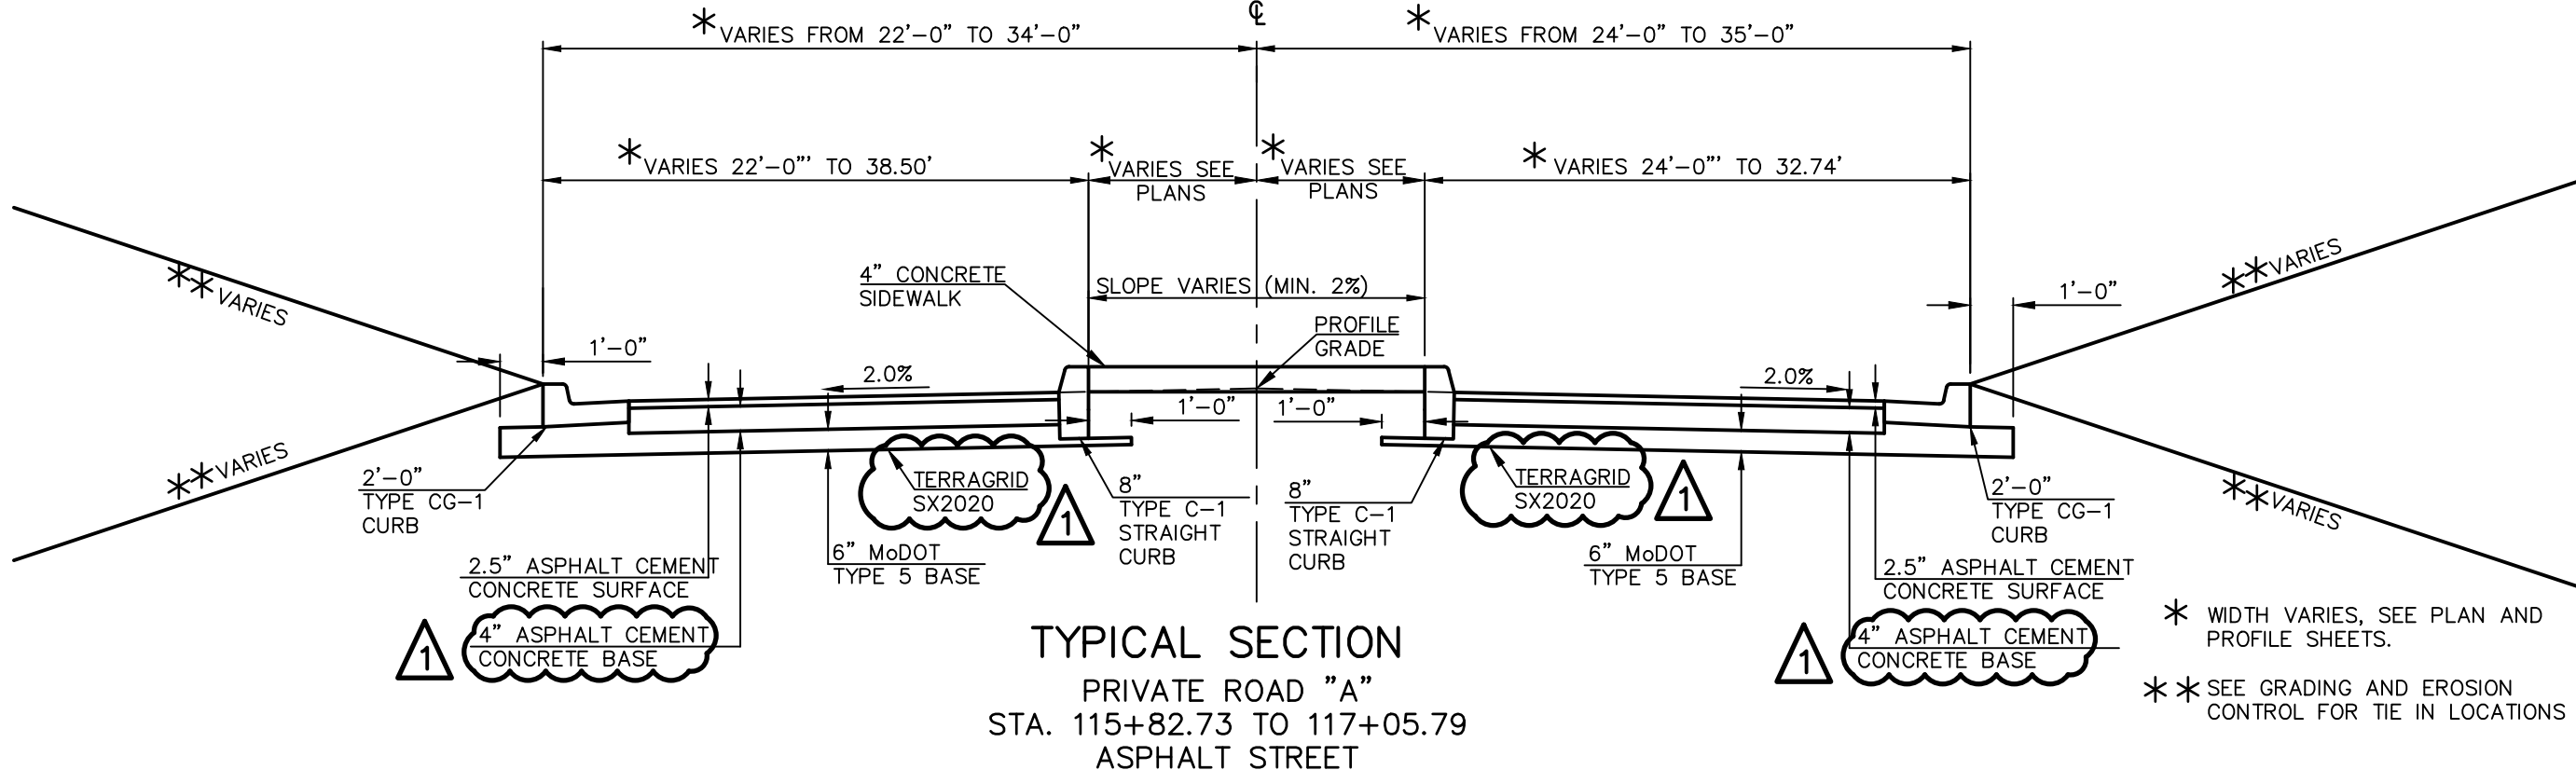 ℄
* VARIES FROM 22'-0" TO 34'-0"
* VARIES FROM 24'-0" TO 35'-0"
* VARIES 22'-0"' TO 38.50'
* VARIES SEE
PLANS
* VARIES SEE
PLANS
* VARIES 24'-0"' TO 32.74'
** VARIES
** VARIES
4" CONCRETE
SIDEWALK
SLOPE VARIES (MIN. 2%)
PROFILE
GRADE
1'-0"
1'-0"
2.0%
2.0%
1'-0"
1'-0"
** VARIES
** VARIES
2'-0"
TYPE CG-1
CURB
TERRAGRID
SX2020
1
8"
TYPE C-1
STRAIGHT
CURB
8"
TYPE C-1
STRAIGHT
CURB
TERRAGRID
SX2020
1
2'-0"
TYPE CG-1
CURB
6" MoDOT
TYPE 5 BASE
6" MoDOT
TYPE 5 BASE
2.5" ASPHALT CEMENT
CONCRETE SURFACE
2.5" ASPHALT CEMENT
CONCRETE SURFACE
1
4" ASPHALT CEMENT
CONCRETE BASE
1
4" ASPHALT CEMENT
CONCRETE BASE
TYPICAL SECTION
PRIVATE ROAD "A"
STA. 115+82.73 TO 117+05.79
ASPHALT STREET
* WIDTH VARIES, SEE PLAN AND
PROFILE SHEETS.
** SEE GRADING AND EROSION
CONTROL FOR TIE IN LOCATIONS